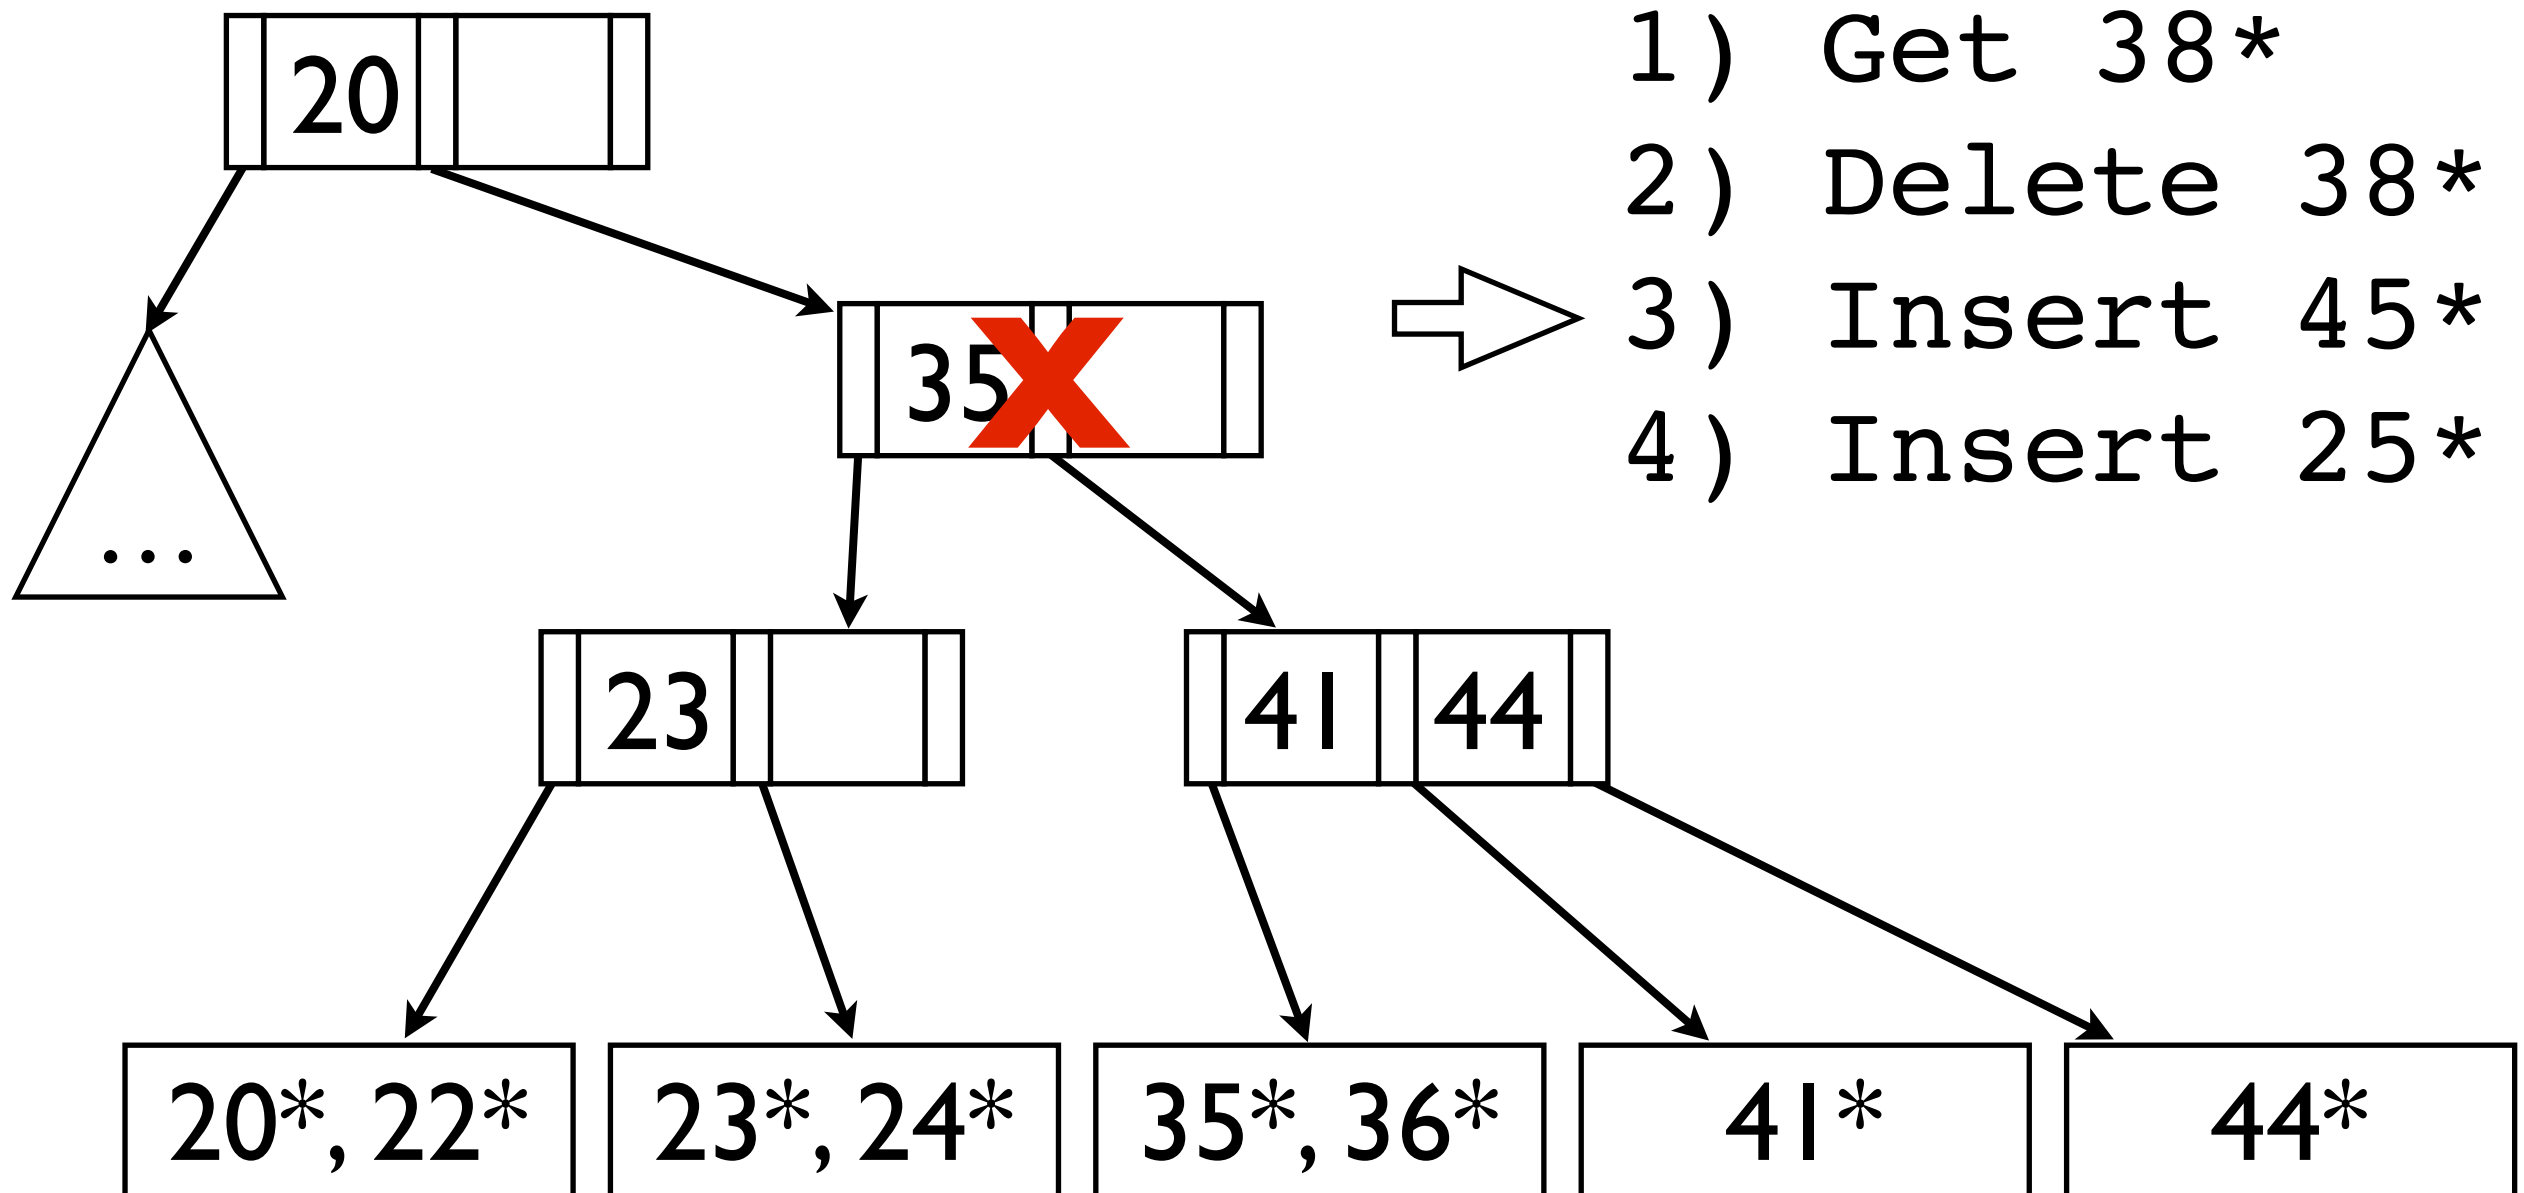 20
1) Get 38*
2) Delete 38*
3) Insert 45*
4) Insert 25*
35 X
...
23
41 44
20*, 22* 23*, 24* 35*, 36* 41* 44*